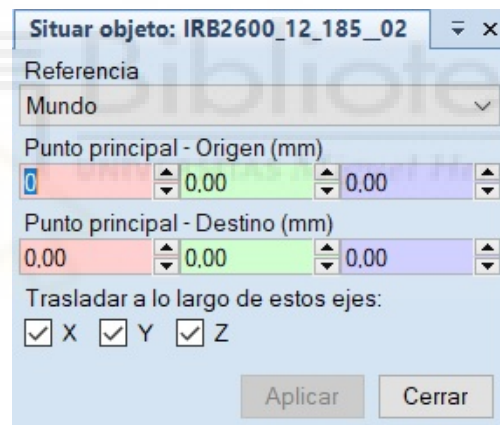 Situar objeto: IRB2600_12_185__02
Referencia
Mundo
Punto principal - Origen (mm)
0 0,00 0,00
Punto principal - Destino (mm)
0,00 0,00 0,00
Trasladar a lo largo de estos ejes:
X Y Z
Aplicar Cerrar